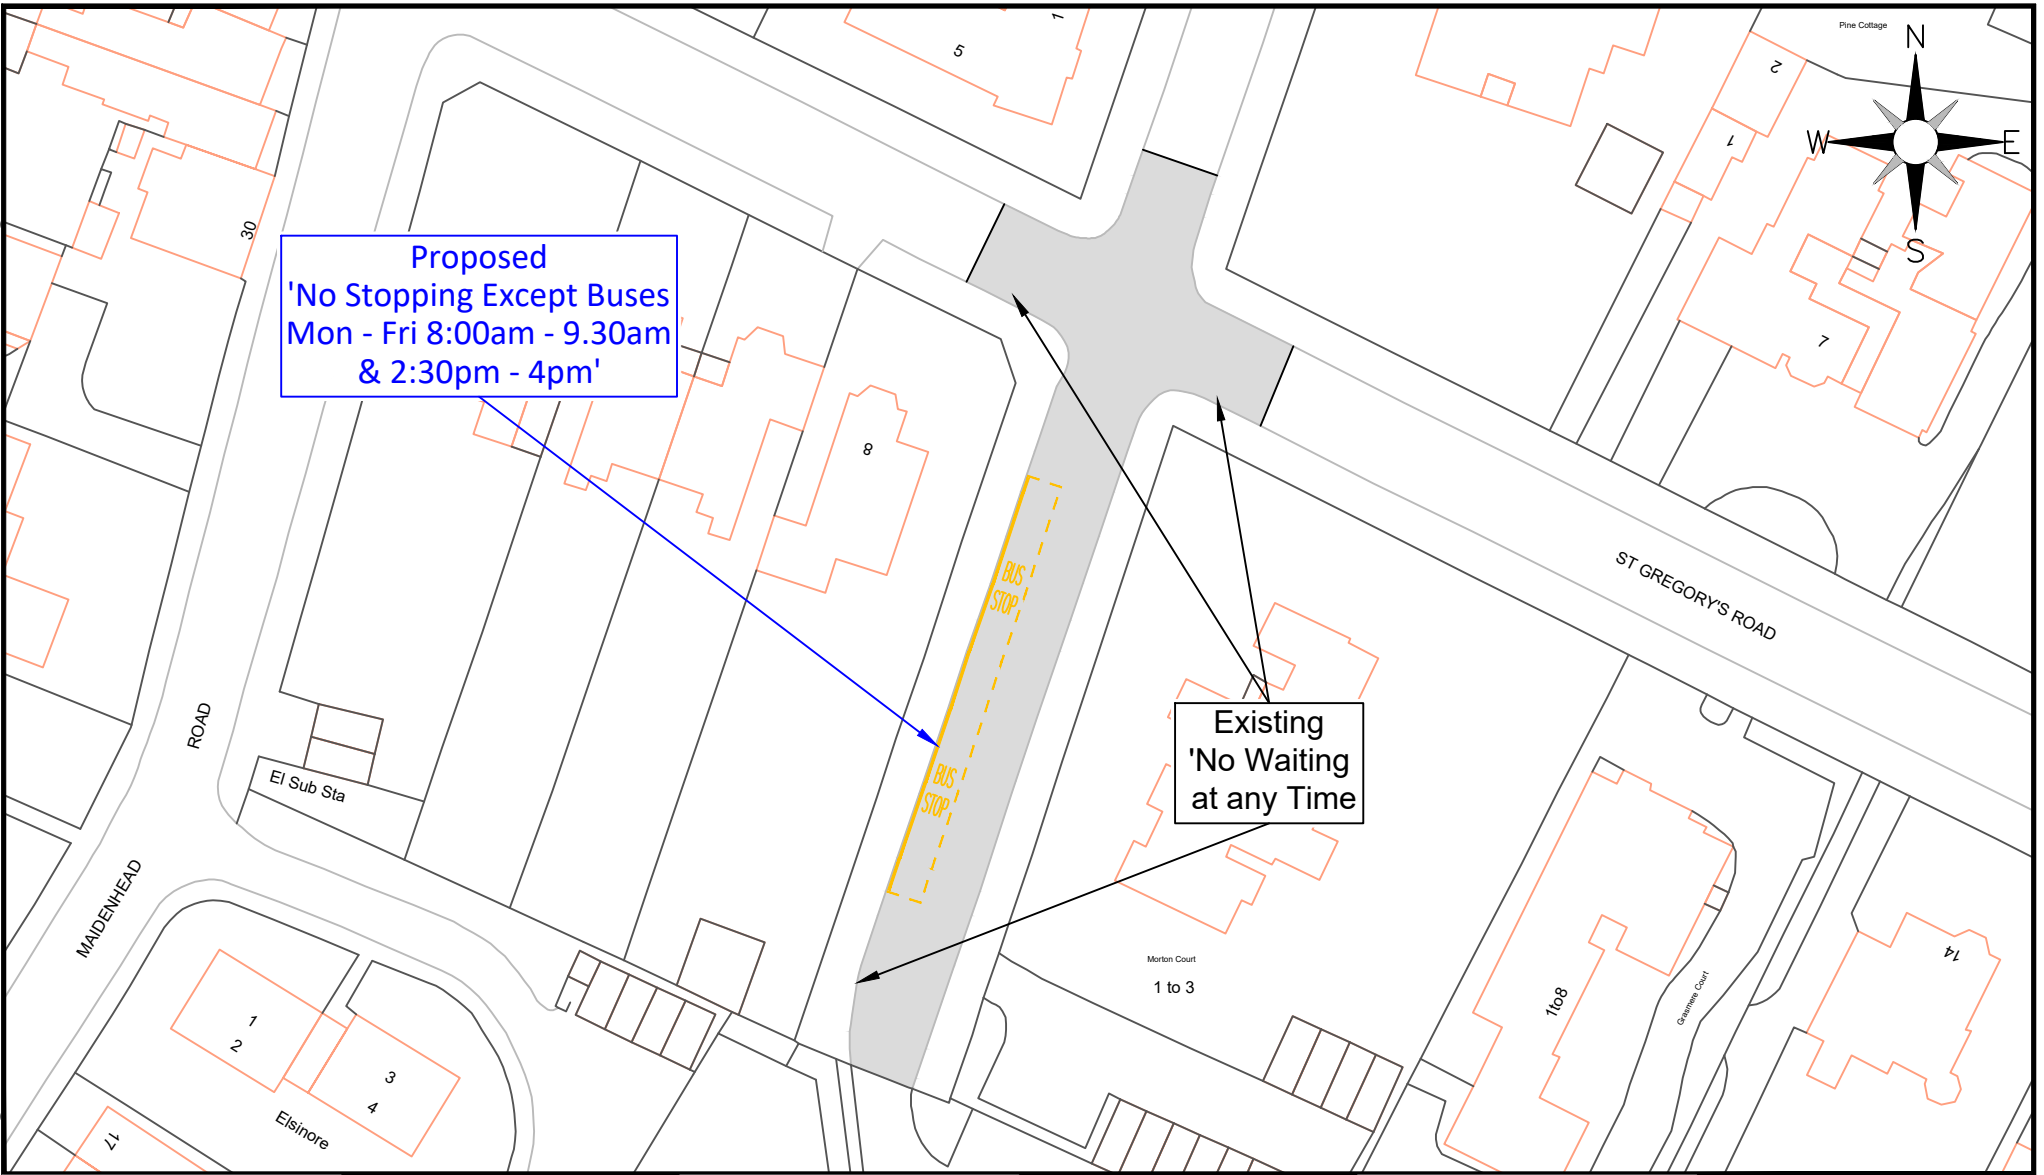 Pine Cottage
N
W
E
S
5
1
2
1
30
Proposed
'No Stopping Except Buses
Mon - Fri 8:00am - 9.30am
& 2:30pm - 4pm'
7
8
BUS
STOP
ST GREGORY'S ROAD
ROAD
Existing
'No Waiting
at any Time
BUS
STOP
El Sub Sta
MAIDENHEAD
Morton Court
1 to 3
1to8
Grasmere Court
14
1
2
3
4
Elsinore
17